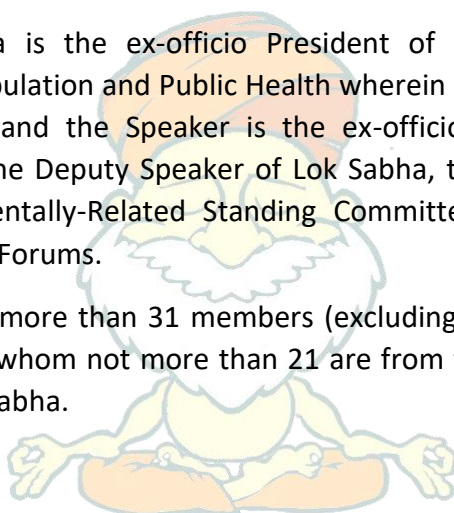 a is the ex-officio President of
pulation and Public Health wherein
and the Speaker is the ex-officio
he Deputy Speaker of Lok Sabha, t
entally-Related Standing Committe
Forums.
more than 31 members (excluding
whom not more than 21 are from
abha.